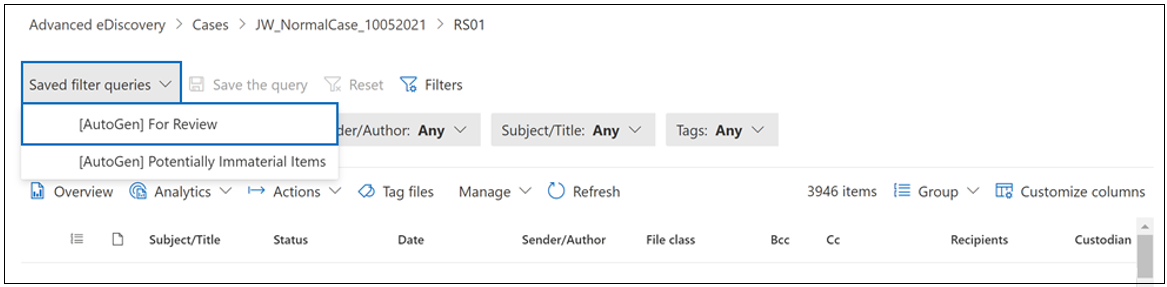 Advanced eDiscovery > Cases > JW_NormalCase_10052021 > RS01
Saved filter queries Save the query Reset Filters
[AutoGen] For Review
der/Author: Any Subject/Title: Any Tags: Any
[AutoGen] Potentially Immaterial Items
Overview Analytics Actions Tag files Manage Refresh 3946 items Group Customize columns
Subject/Title Status Date Sender/Author File class Bcc Cc Recipients Custodian